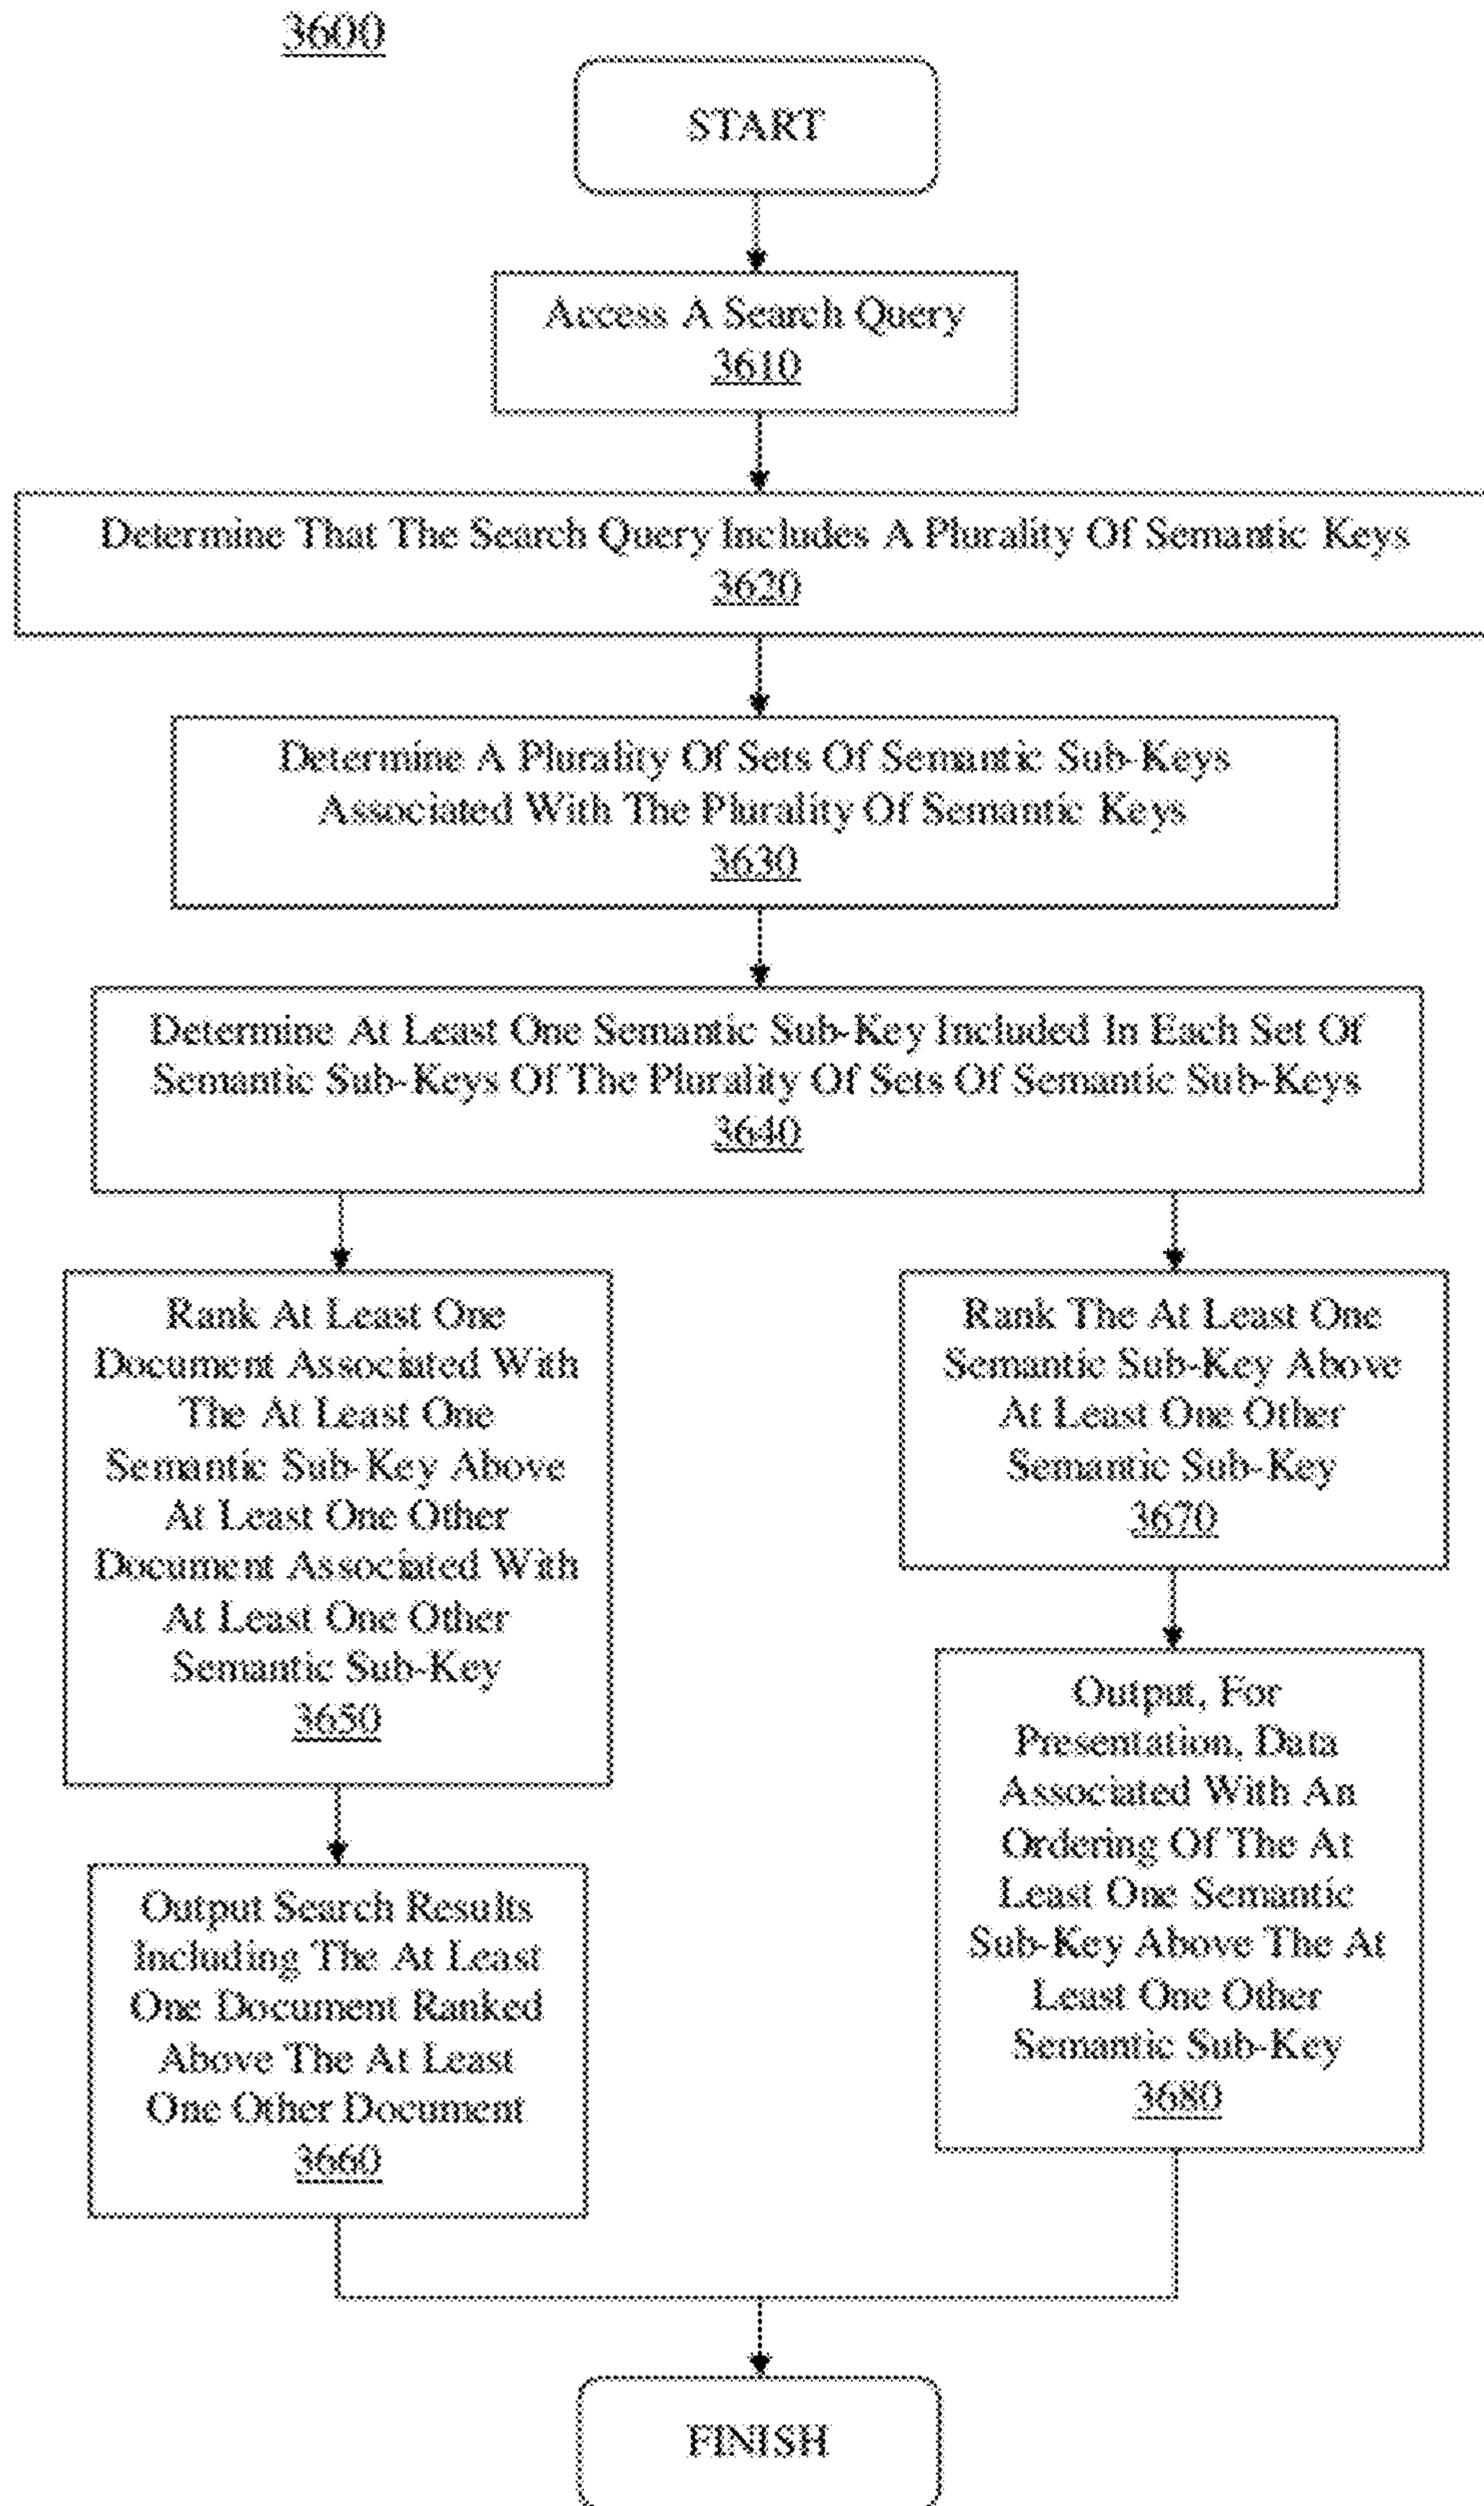 3600
START
Access A Search Query
3610
Determine That The Search Query Includes A Plurality Of Semantic Keys
3620
Determine A Plurality Of Sets Of Semantic Sub-Keys
Associated With The Plurality Of Semantic Keys
3630
Determine At Least One Semantic Sub-Key Included In Each Set Of
Semantic Sub-Keys Of The Plurality Of Sets Of Semantic Sub-Keys
3640
Rank At Least One
Document Associated With
The At Least One
Semantic Sub-Key Above
At Least One Other
Document Associated With
At Least One Other
Semantic Sub-Key
3650
Output Search Results
Including The At Least
One Document Ranked
Above The At Least
One Other Document
3660
Rank The At Least One
Semantic Sub-Key Above
At Least One Other
Semantic Sub-Key
3670
Output, For
Presentation, Data
Associated With An
Ordering Of The At
Least One Semantic
Sub-Key Above The At
Least One Other
Semantic Sub-Key
3680
FINISH